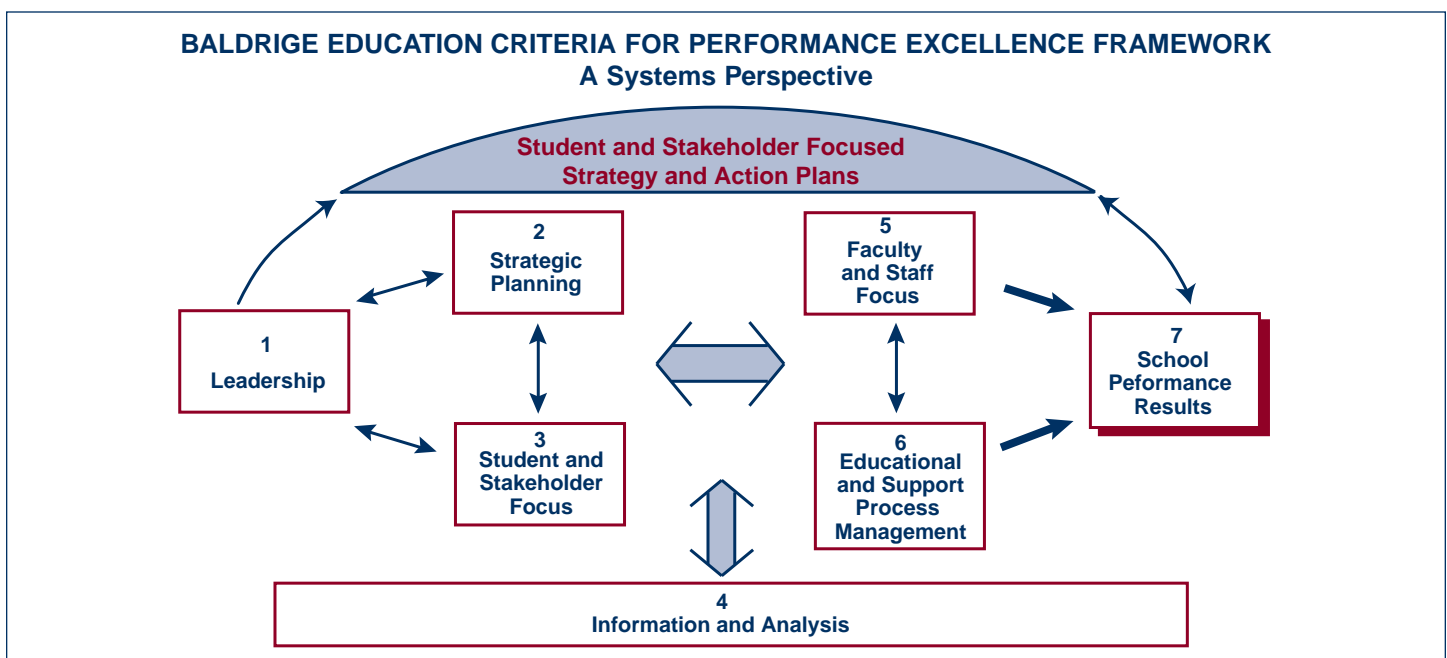 BALDRIGE EDUCATION CRITERIA FOR PERFORMANCE EXCELLENCE FRAMEWORK
A Systems Perspective
Student and Stakeholder Focused
Strategy and Action Plans
1
Leadership
2
Strategic
Planning
3
Student and
Stakeholder
Focus
5
Faculty
and Staff
Focus
6
Educational
and Support
Process
Management
7
School
Peformance
Results
4
Information and Analysis